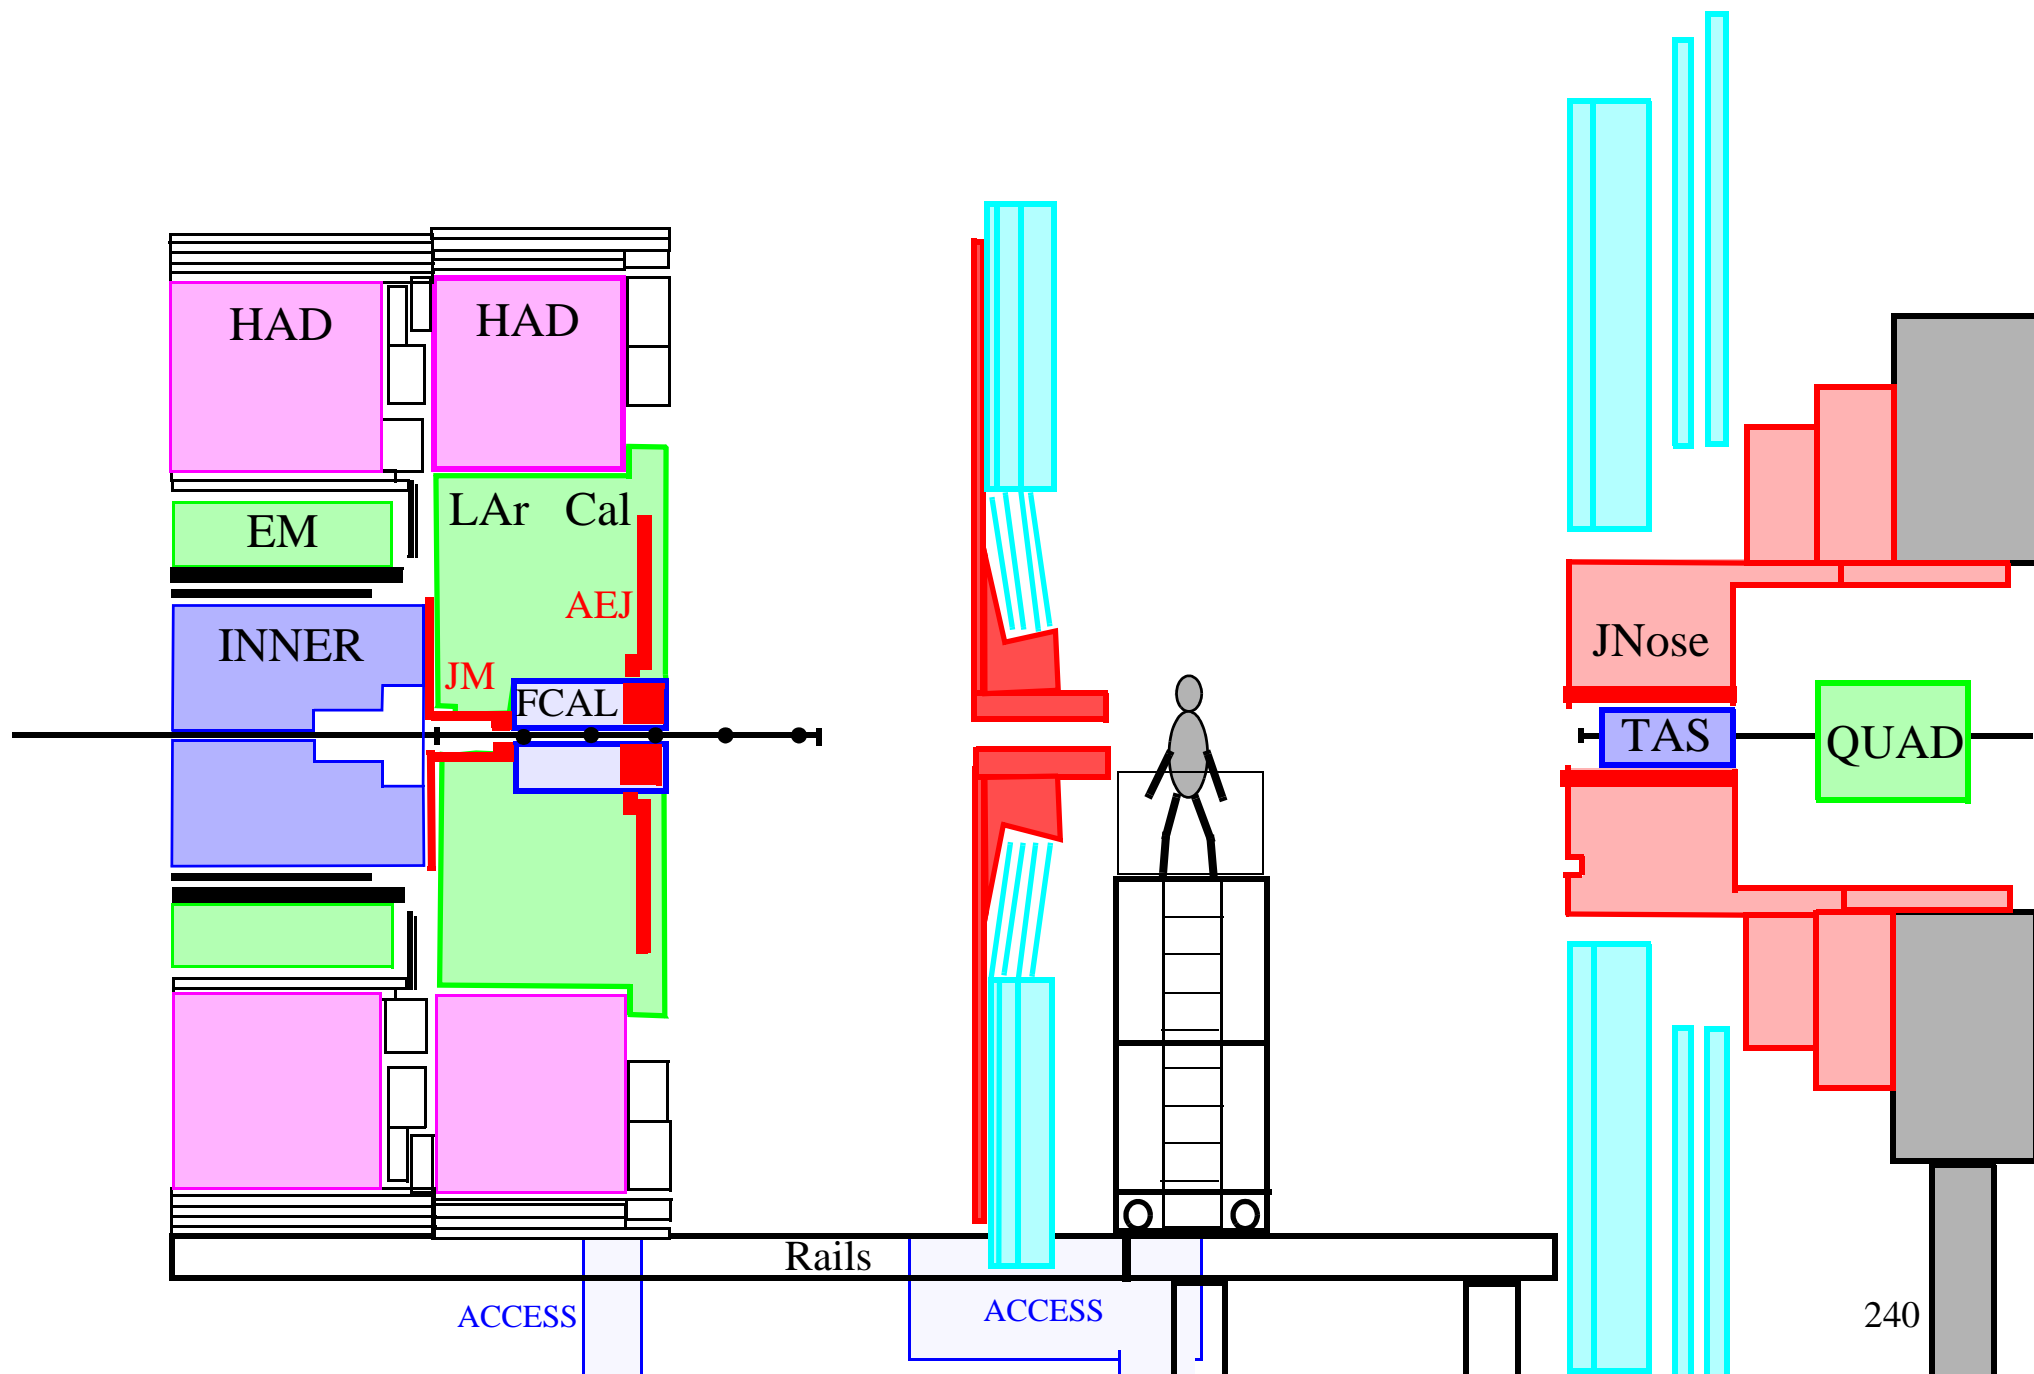 HAD HAD
LAr Cal
EM
AEJ
INNER
JNose
JM
FCAL
TAS
QUAD
Rails
ACCESS
ACCESS
240